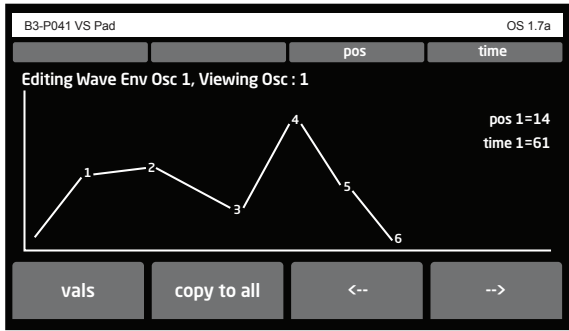 B3-P041 VS Pad OS 1.7a
pos time
Editing Wave Env Osc 1, Viewing Osc : 1
pos 1=14
time 1=61
4
1 2
5
3
6
vals copy to all <-- -->